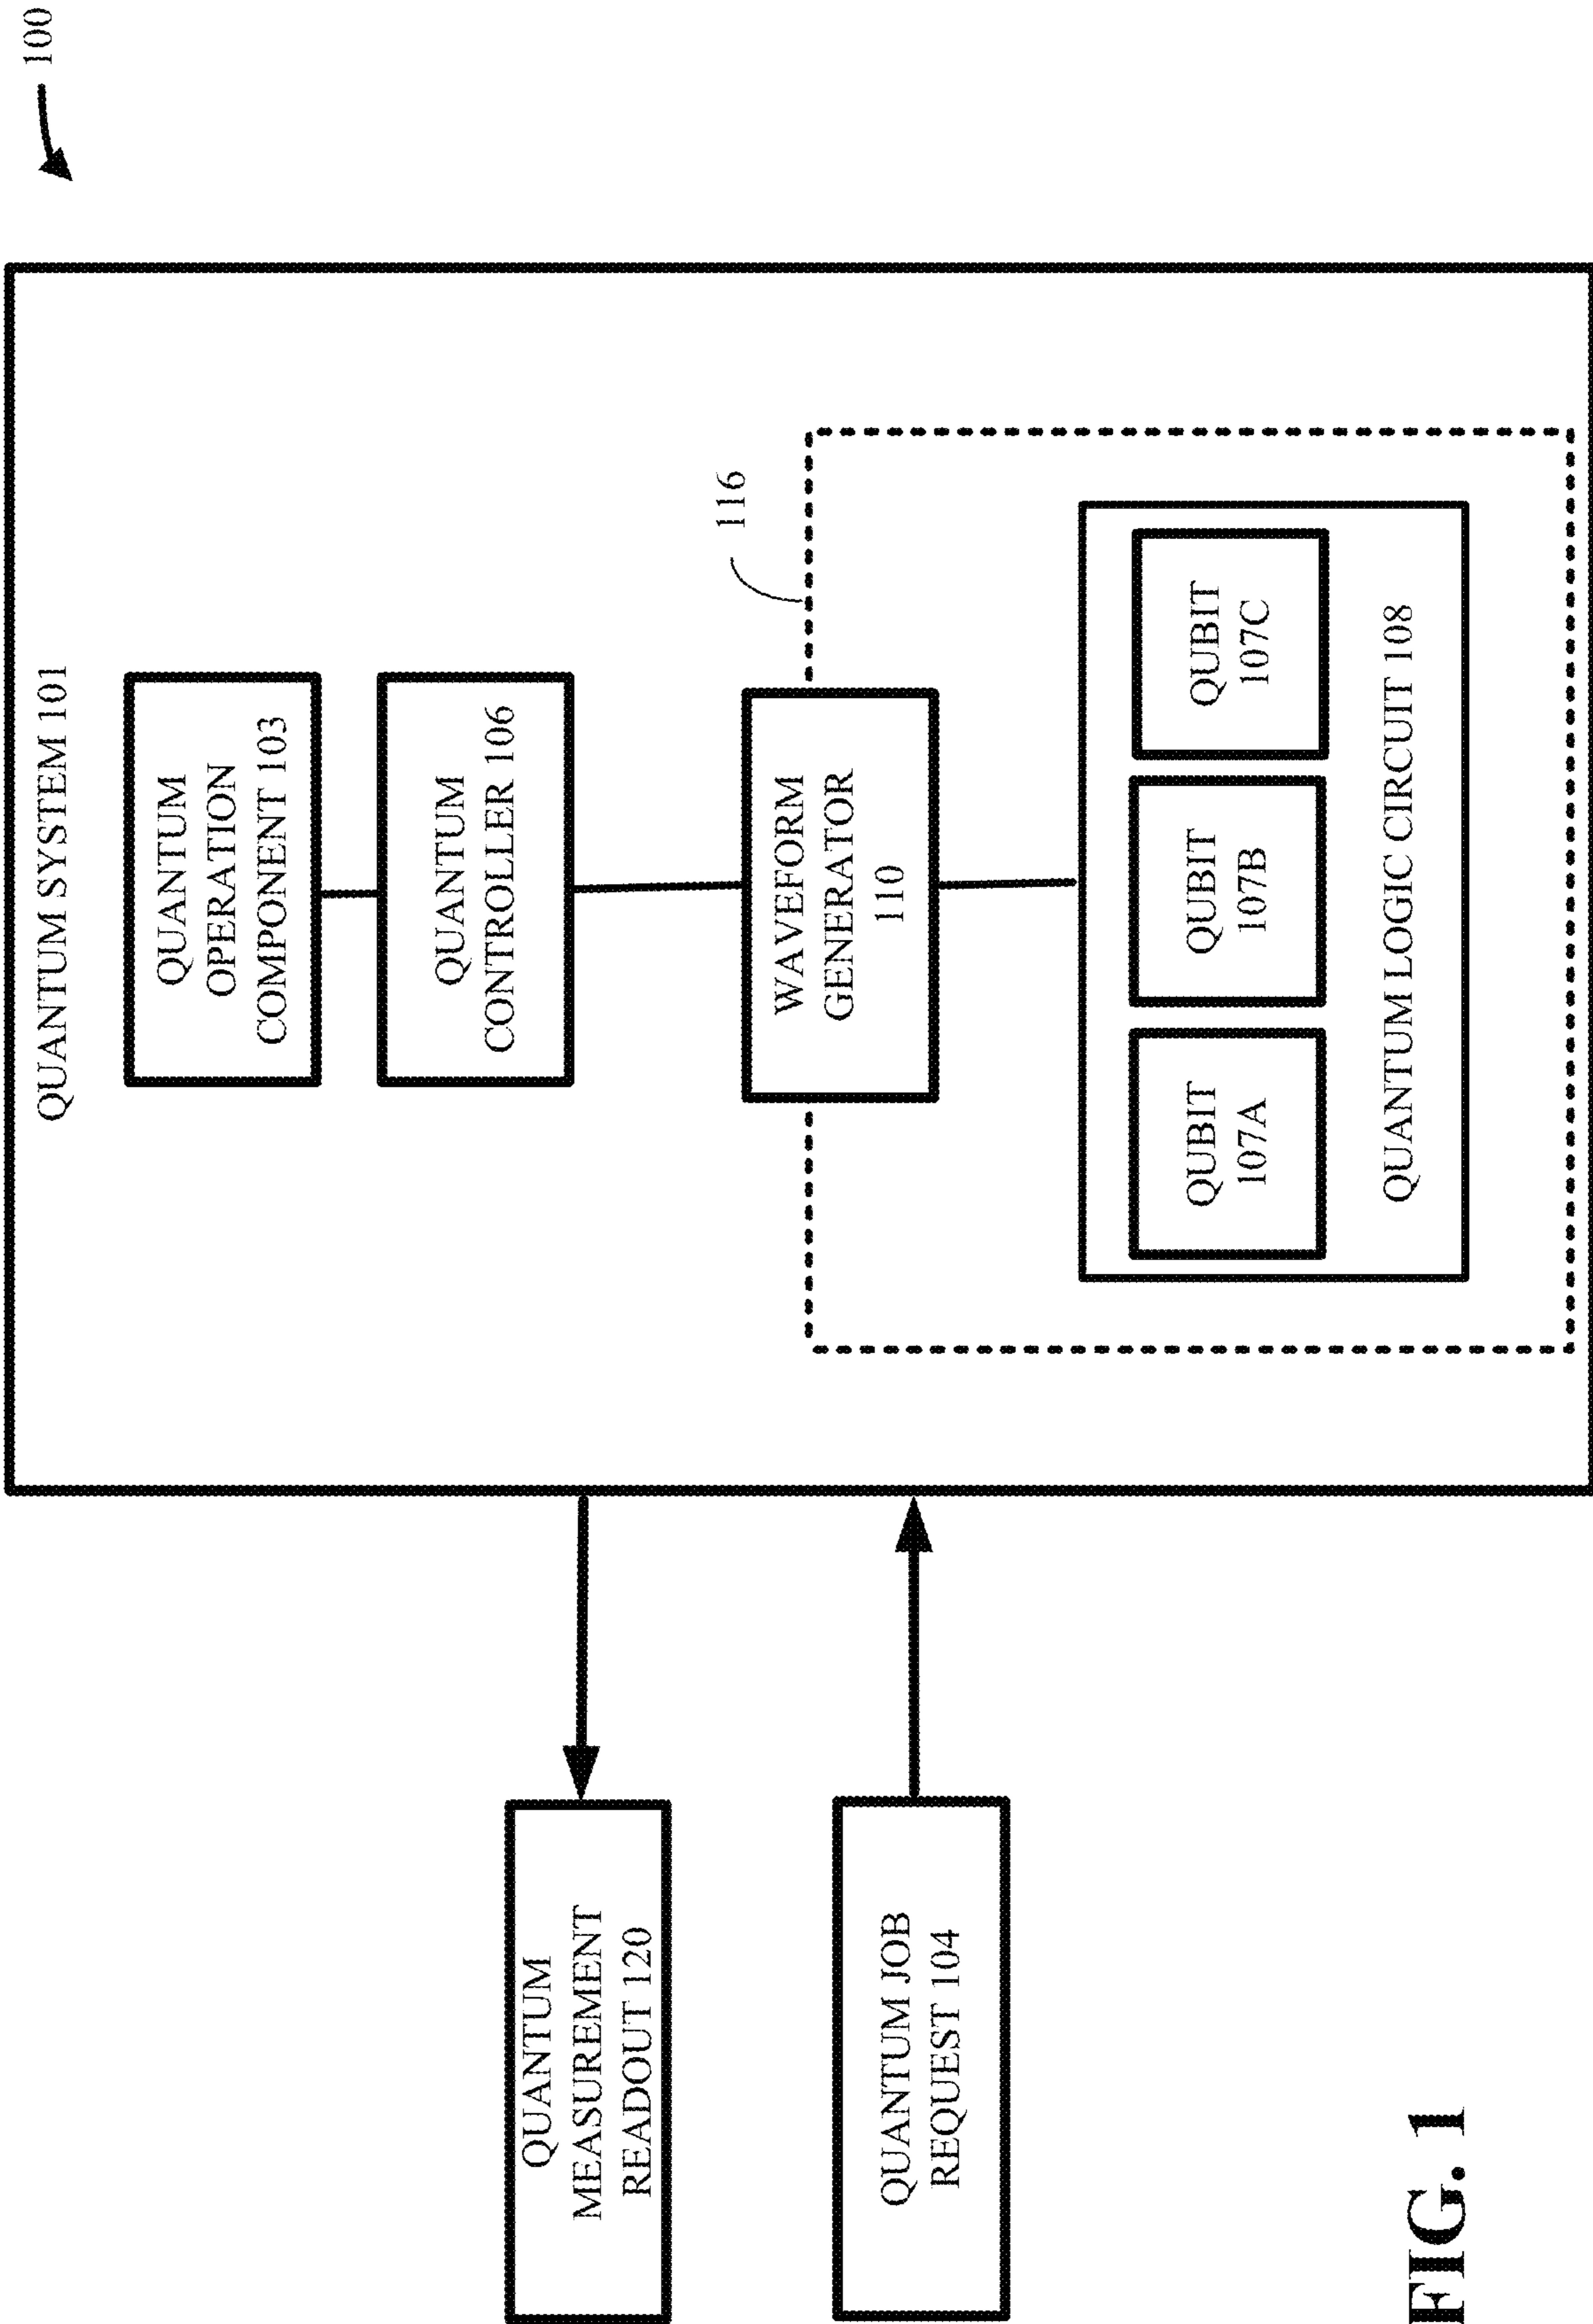 100
QUANTUM SYSTEM 101
QUANTUM
OPERATION
COMPONENT 103
QUANTUM
CONTROLLER 106
116
WAVEFORM
GENERATOR
110
QUBIT
107A
QUBIT
107B
QUBIT
107C
QUANTUM LOGIC CIRCUIT 108
QUANTUM
MEASUREMENT
READOUT 120
QUANTUM JOB
REQUEST 104
FIG. 1